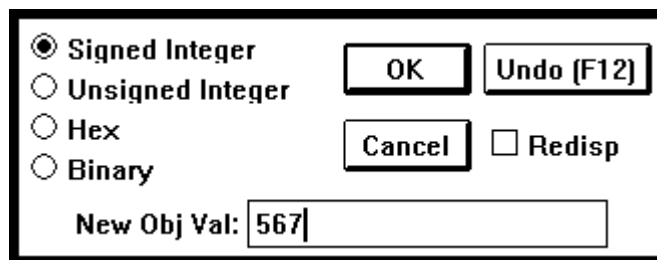 Signed Integer
Unsigned Integer
Hex
Binary
OK
Undo (F12)
Cancel
Redisp
New Obj Val: 567